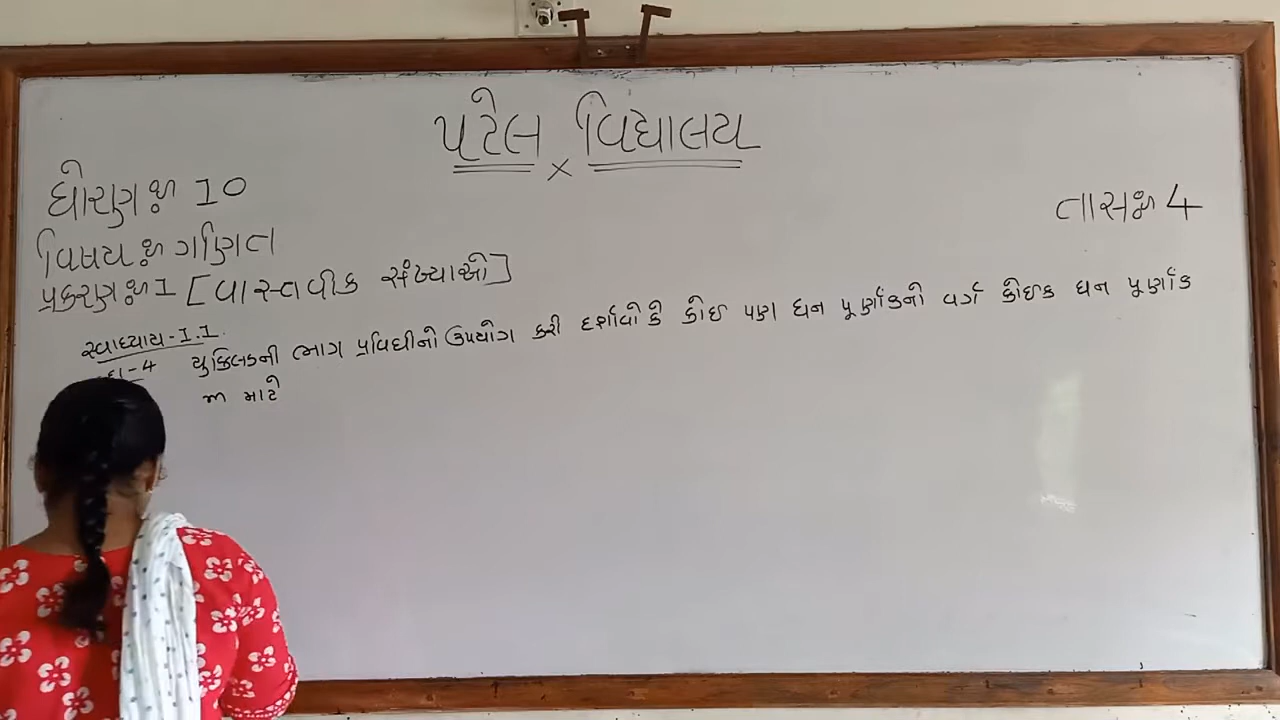 પટેલ × વિદ્યાલય
ધોરણ ઃ 10
તાસ ઃ 4
વિષય ઃ ગણિત
પ્રકરણ ઃ 1 [વાસ્તવીક સંખ્યાઓ]
સ્વાધ્યાય - 1.1.
દા-4 યુક્લિડની ભાગ પ્રવિધીનો ઉપયોગ કરી દર્શાવો કે કોઈ પણ ધન પૂર્ણાંકનો વર્ગ કોઈક ધન પૂર્ણાંક
m માટે